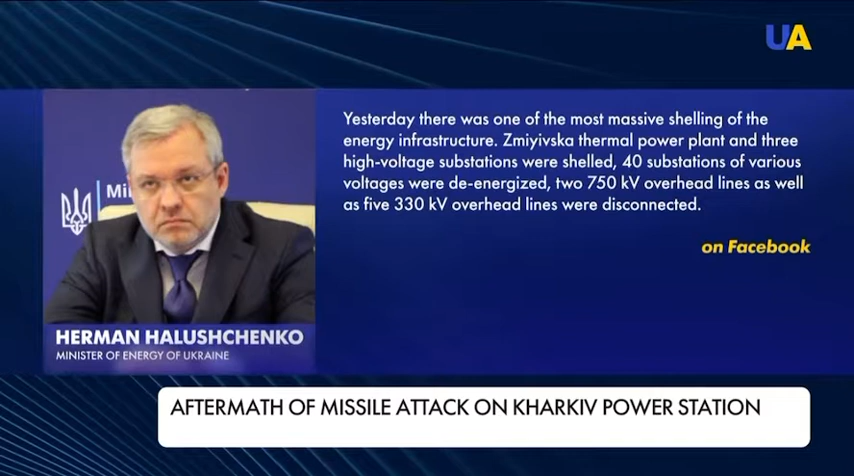 UA
Yesterday there was one of the most massive shelling of the
energy infrastructure. Zmiyivska thermal power plant and three
high-voltage substations were shelled, 40 substations of various
voltages were de-energized, two 750 kV overhead lines as well
as five 330 kV overhead lines were disconnected.
on Facebook
HERMAN HALUSHCHENKO
MINISTER OF ENERGY OF UKRAINE
AFTERMATH OF MISSILE ATTACK ON KHARKIV POWER STATION